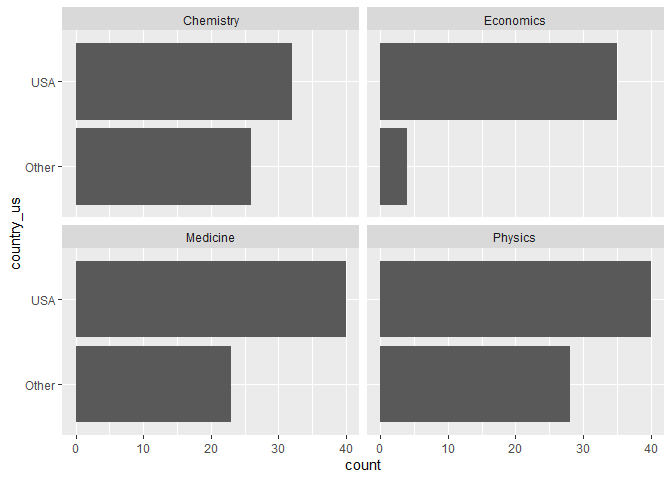 Chemistry
Economics
USA
Other
Medicine
Physics
USA
Other
country_us
0 10 20 30 40
0 10 20 30 40
count